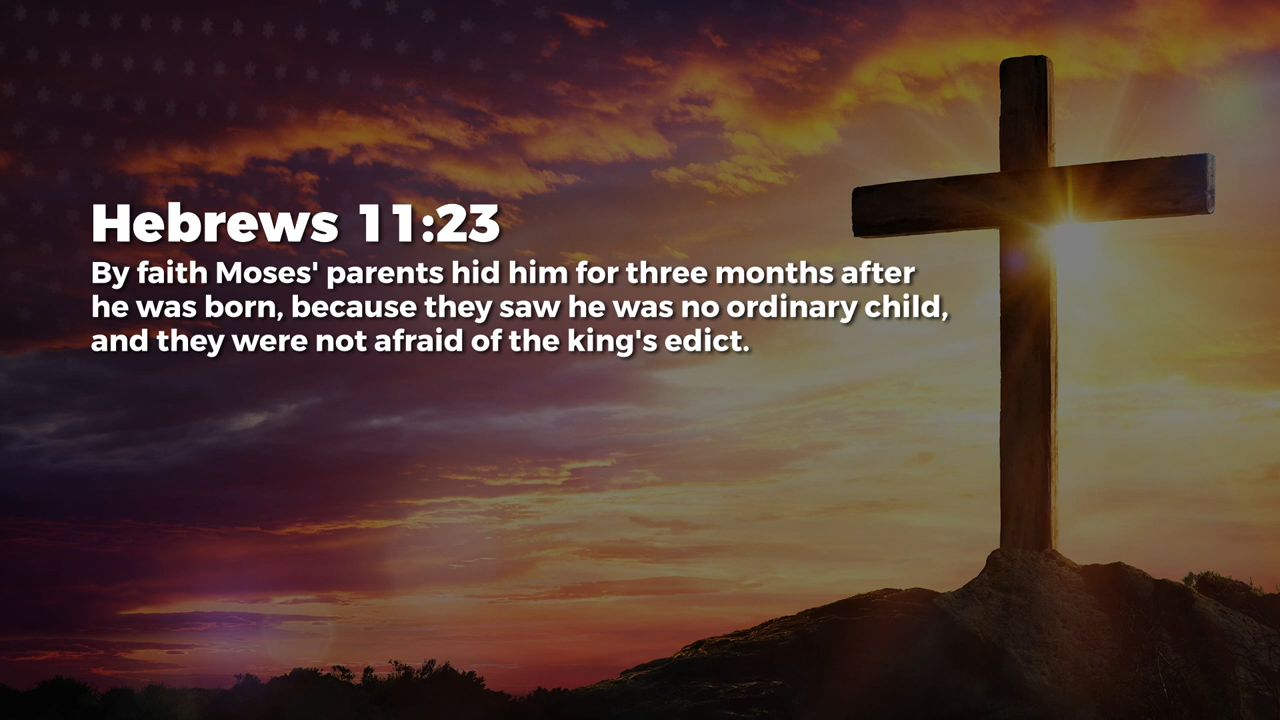 Hebrews 11:23
By faith Moses' parents hid him for three months after
he was born, because they saw he was no ordinary child,
and they were not afraid of the king's edict.